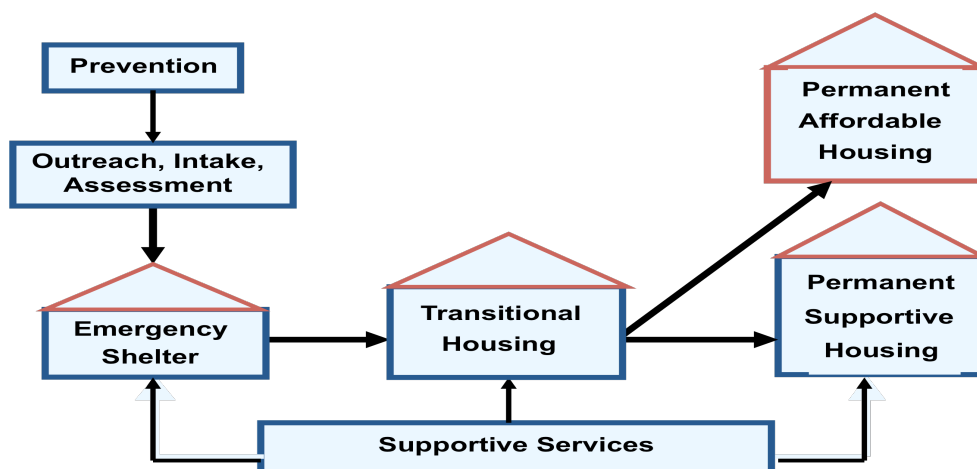 Prevention
Outreach, Intake,
Assessment
Emergency
Shelter
Transitional
Housing
Permanent
Affordable
Housing
Permanent
Supportive
Housing
Supportive Services